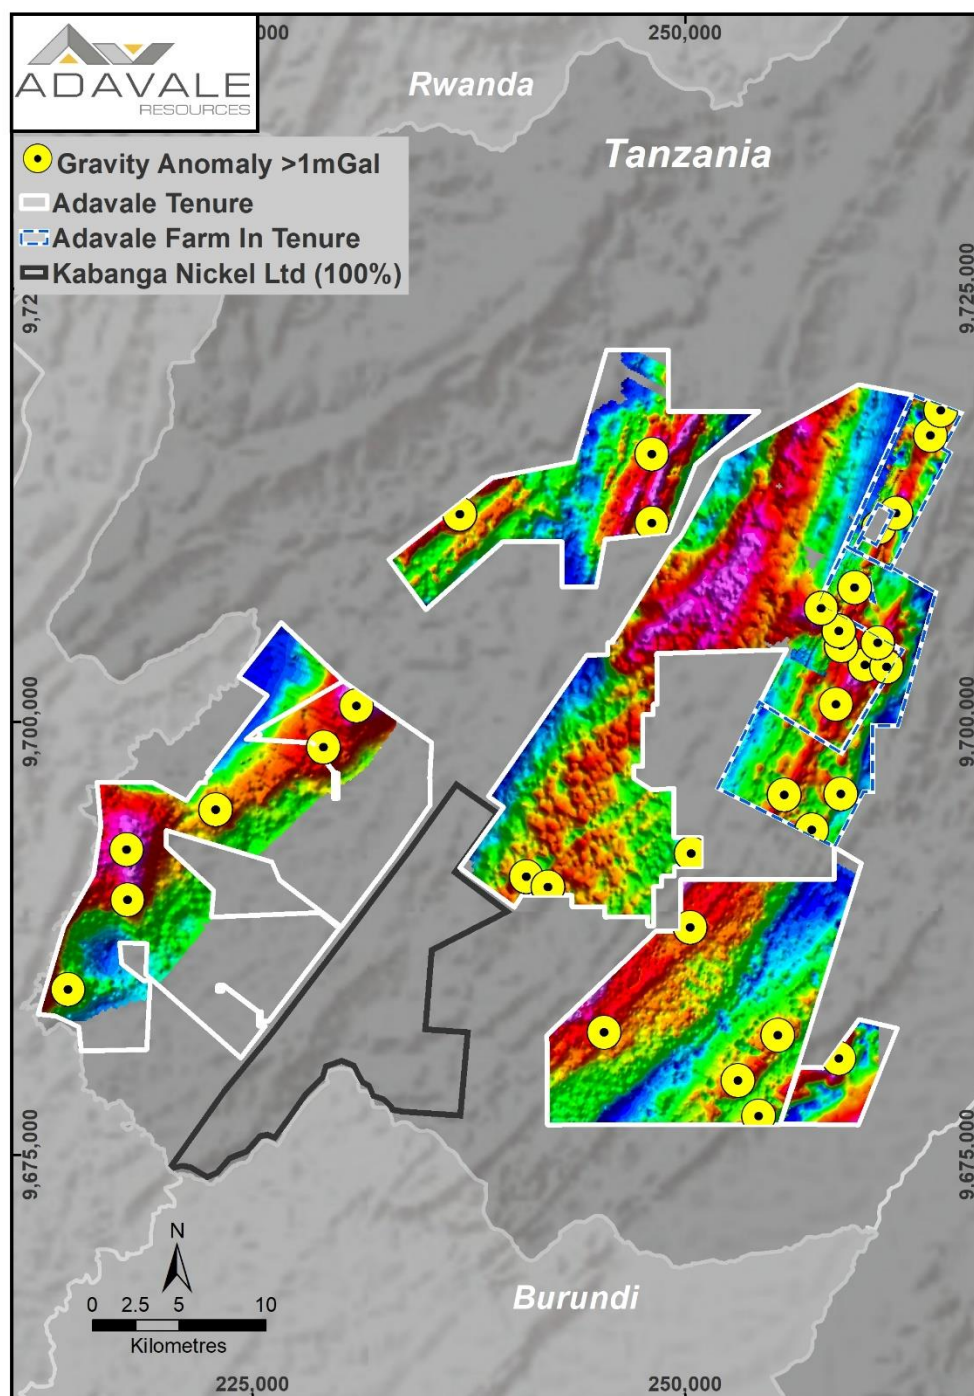 ADAVALE
RESOURCES
000
250,000
Rwanda
Tanzania
Gravity Anomaly >1mGal
Adavale Tenure
Adavale Farm In Tenure
Kabanga Nickel Ltd (100%)
9,72
9,725,000
9,700,000
9,700,000
9,675,000
9,675,000
N
0 2.5 5 10
Kilometres
Burundi
225,000
250,000